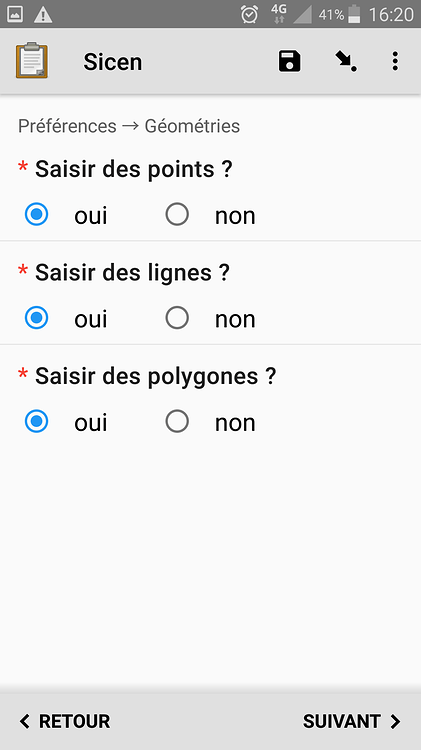 4G 41% 16:20
Sicen
Préférences → Géométries
* Saisir des points ?
oui non
* Saisir des lignes ?
oui non
* Saisir des polygones ?
oui non
RETOUR SUIVANT